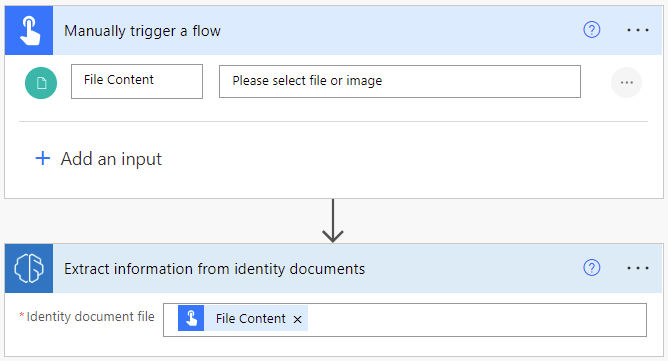 Manually trigger a flow
File Content
Please select file or image
Add an input
Extract information from identity documents
* Identity document file
File Content ×